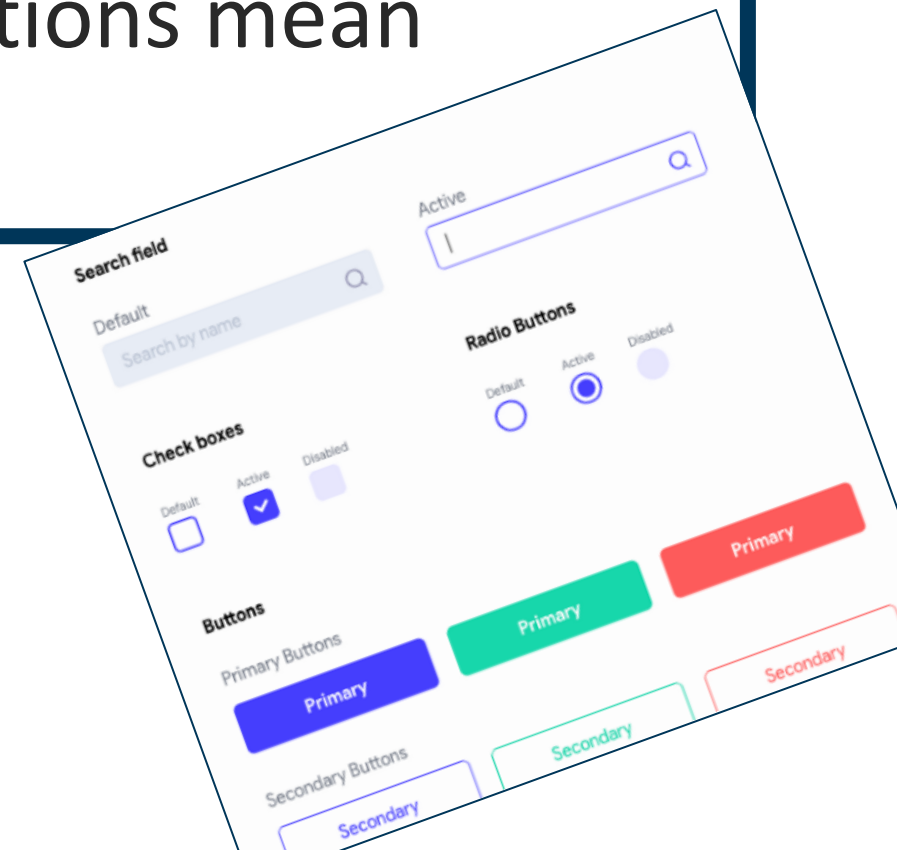 tions mean
Search field
Default
Search by name
Active
Check boxes
Default Active Disabled
Radio Buttons
Default Active Disabled
Buttons
Primary Buttons
Primary Primary Primary
Secondary Buttons
Secondary Secondary Secondary